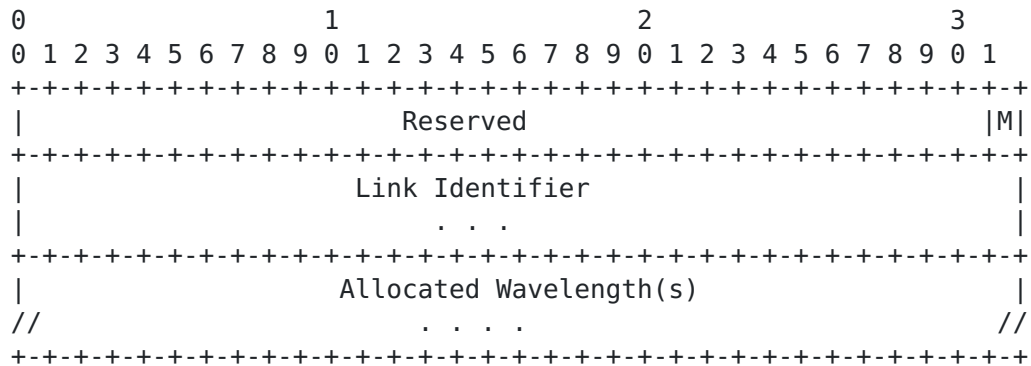 0                   1                   2                   3
0 1 2 3 4 5 6 7 8 9 0 1 2 3 4 5 6 7 8 9 0 1 2 3 4 5 6 7 8 9 0 1
+-+-+-+-+-+-+-+-+-+-+-+-+-+-+-+-+-+-+-+-+-+-+-+-+-+-+-+-+-+-+-+-+
|                        Reserved                             |M|
+-+-+-+-+-+-+-+-+-+-+-+-+-+-+-+-+-+-+-+-+-+-+-+-+-+-+-+-+-+-+-+-+
|                     Link Identifier                           |
|                          . . .                                |
+-+-+-+-+-+-+-+-+-+-+-+-+-+-+-+-+-+-+-+-+-+-+-+-+-+-+-+-+-+-+-+-+
|                    Allocated Wavelength(s)                    |
//                        . . . .                              //
+-+-+-+-+-+-+-+-+-+-+-+-+-+-+-+-+-+-+-+-+-+-+-+-+-+-+-+-+-+-+-+-+